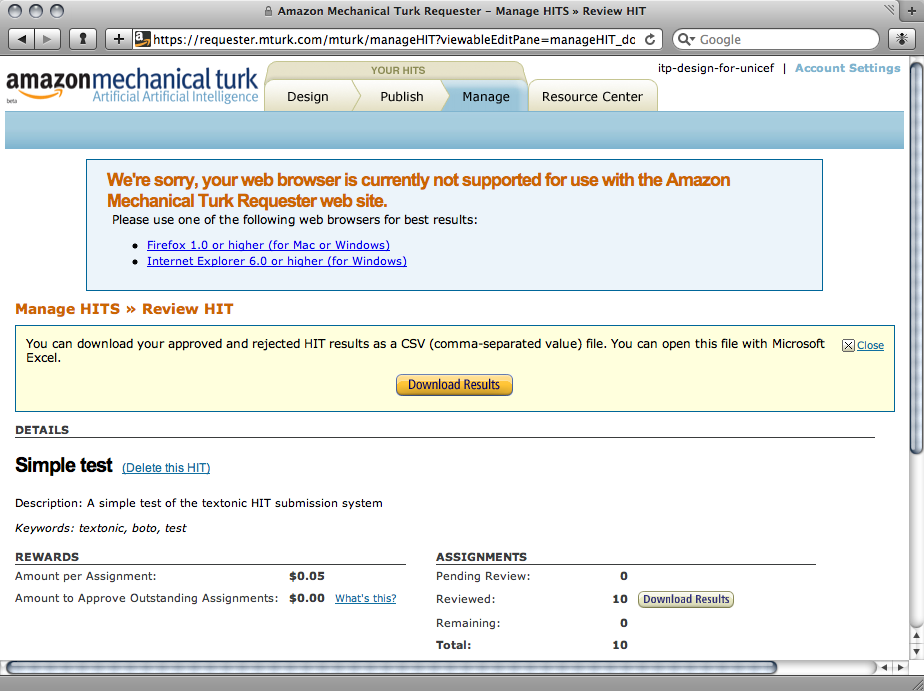 Amazon Mechanical Turk Requester – Manage HITS » Review HIT
https://requester.mturk.com/mturk/manageHIT?viewableEditPane=manageHIT_do
Google
amazonmechanical turk
beta
Artificial Artificial Intelligence
YOUR HITS
Design
Publish
Manage
Resource Center
itp-design-for-unicef | Account Settings
We're sorry, your web browser is currently not supported for use with the Amazon
Mechanical Turk Requester web site.
Please use one of the following web browsers for best results:
• Firefox 1.0 or higher (for Mac or Windows)
• Internet Explorer 6.0 or higher (for Windows)
Manage HITS » Review HIT
You can download your approved and rejected HIT results as a CSV (comma-separated value) file. You can open this file with Microsoft
Excel.
Close
Download Results
DETAILS
Simple test (Delete this HIT)
Description: A simple test of the textonic HIT submission system
Keywords: textonic, boto, test
REWARDS
Amount per Assignment: $0.05
Amount to Approve Outstanding Assignments: $0.00 What's this?
ASSIGNMENTS
Pending Review: 0
Reviewed: 10 Download Results
Remaining: 0
Total: 10